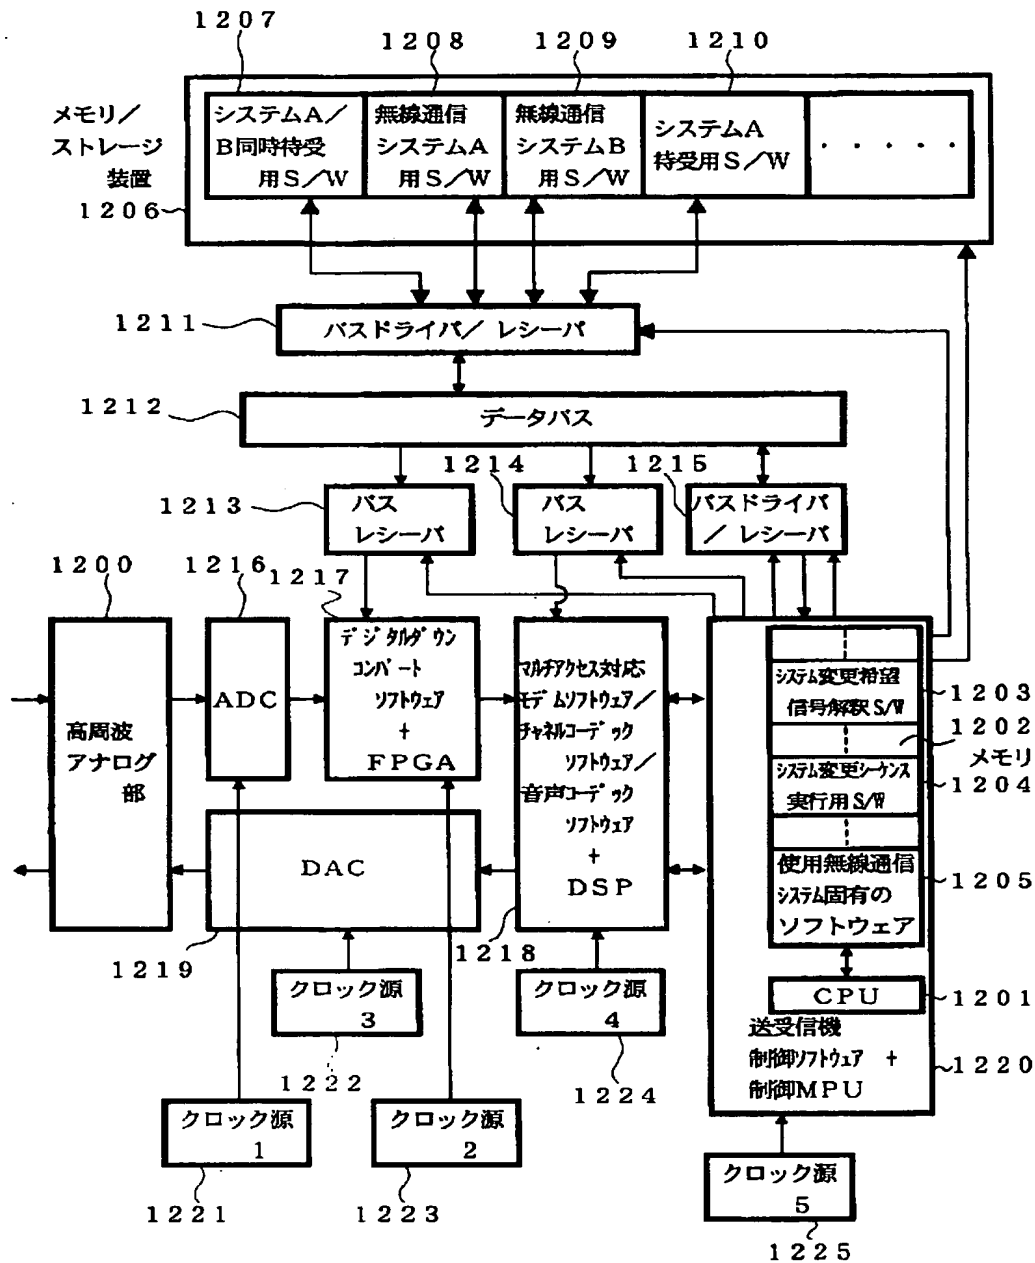 1207
1208
1209
1210
メモリ／
ストレージ
装置
1206
システムA／
B同時待受
用S／W
無線通信
システムA
用S／W
無線通信
システムB
用S／W
システムA
待受用S／W
・・・・・
1211
バスドライバ／レシーバ
1212
データバス
1213
バス
レシーバ
1214
バス
レシーバ
1215
バスドライバ
／レシーバ
1200
高周波
アナログ
部
1216
ADC
1217
デジタルダウン
コンバート
ソフトウェア
+
FPGA
マルチアクセス対応
モデムソフトウェア／
チャネルコーデック
ソフトウェア／
音声コーデック
ソフトウェア
+
DSP
1218
DAC
1219
システム変更希望
信号解釈S/W
1203
1202
メモリ
システム変更シーケンス
実行用S/W
1204
使用無線通信
システム固有の
ソフトウェア
1205
CPU
1201
送受信機
制御ソフトウェア +
制御MPU
1220
クロック源
3
1222
クロック源
4
1224
クロック源
1
1221
クロック源
2
1223
クロック源
5
1225